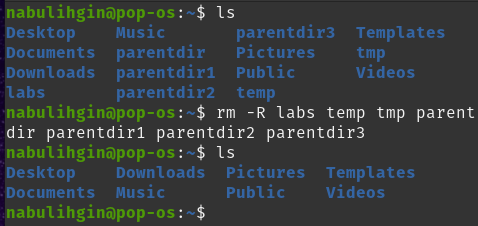 nabulihgin@pop-os:~$ ls
Desktop    Music       parentdir3  Templates
Documents  parentdir   Pictures    tmp
Downloads  parentdir1  Public      Videos
labs       parentdir2  temp
nabulihgin@pop-os:~$ rm -R labs temp tmp parent
dir parentdir1 parentdir2 parentdir3
nabulihgin@pop-os:~$ ls
Desktop    Downloads  Pictures  Templates
Documents  Music      Public    Videos
nabulihgin@pop-os:~$